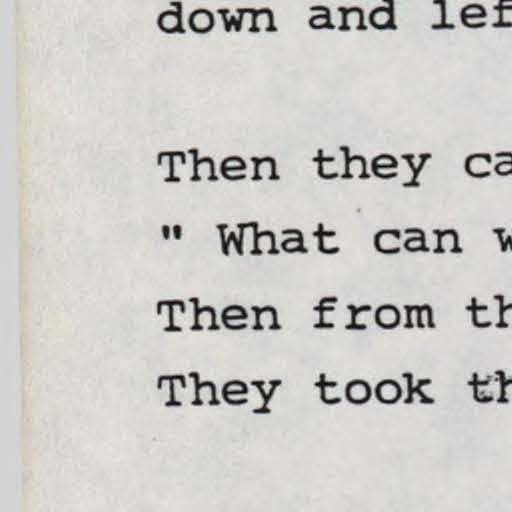 down and lef
Then they ca
" What can w
Then from th
They took th